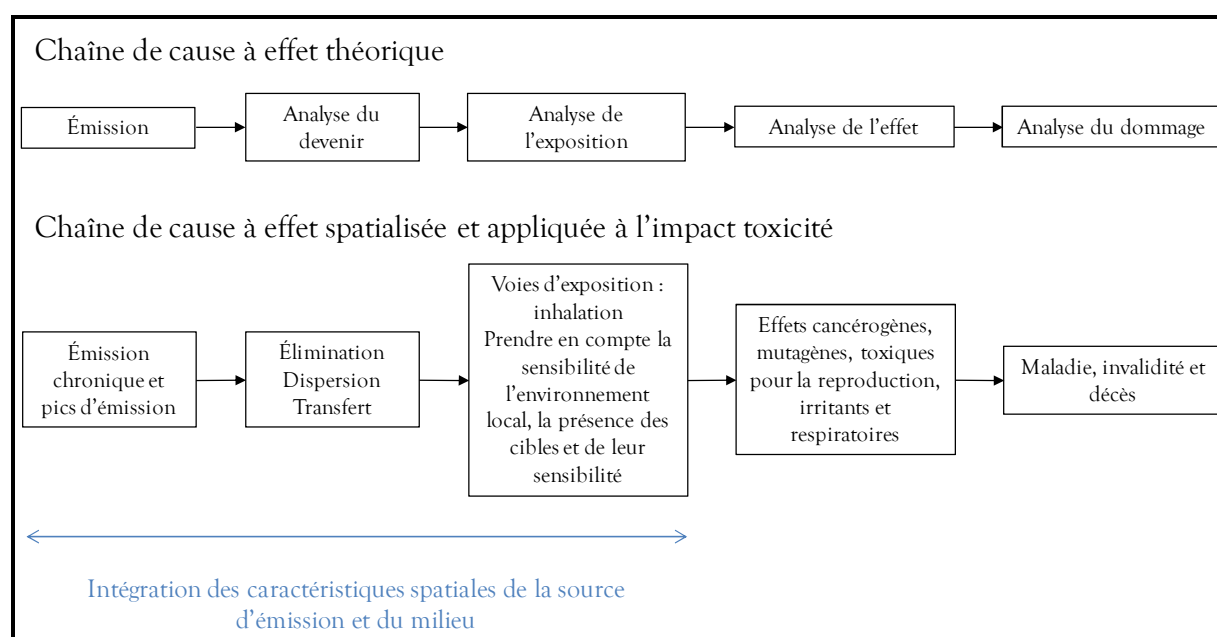 Chaîne de cause à effet théorique
Émission
Analyse du
devenir
Analyse de
l'exposition
Analyse de l'effet
Analyse du dommage
Chaîne de cause à effet spatialisée et appliquée à l'impact toxicité
Émission
chronique et
pics d'émission
Élimination
Dispersion
Transfert
Voies d'exposition :
inhalation
Prendre en compte la
sensibilité de
l'environnement
local, la présence des
cibles et de leur
sensibilité
Effets cancérogènes,
mutagènes, toxiques
pour la reproduction,
irritants et
respiratoires
Maladie, invalidité et
décès
Intégration des caractéristiques spatiales de la source
d'émission et du milieu